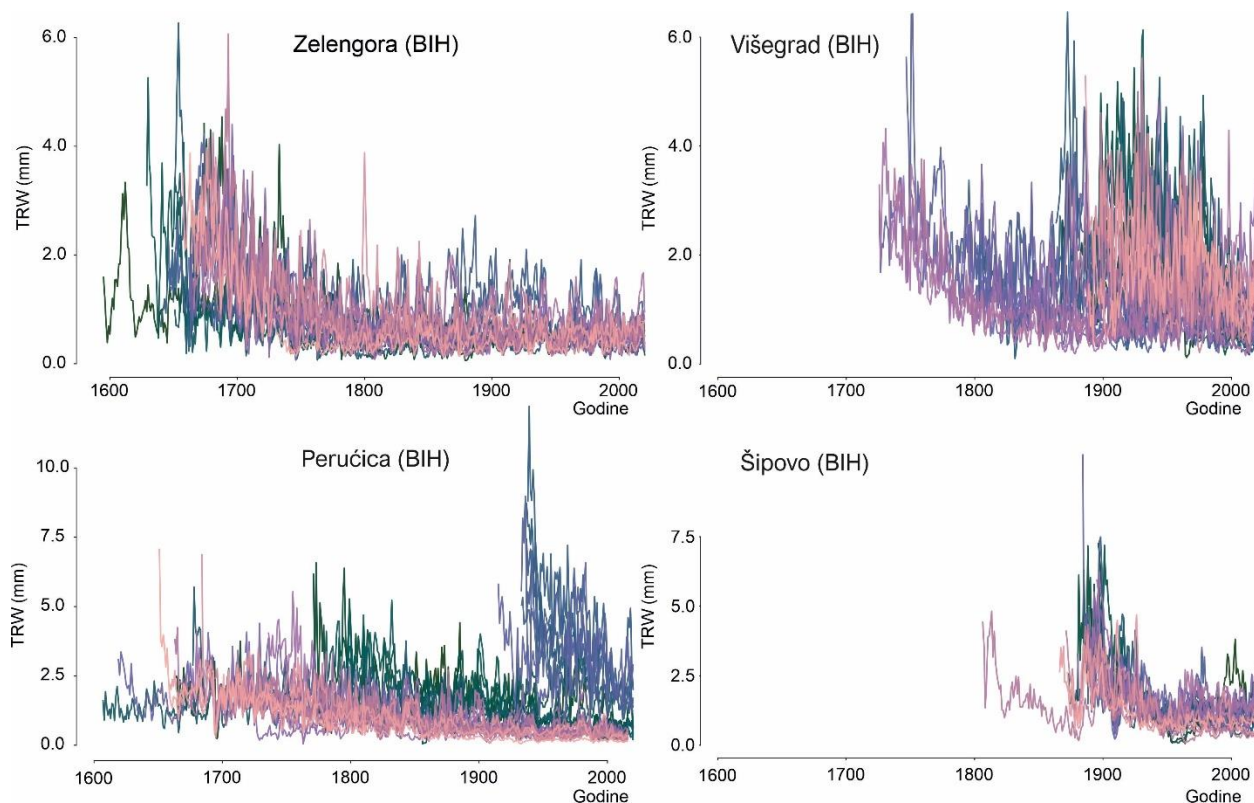 Zelengora (BIH)
6.0
4.0
2.0
0.0
TRW (mm)
1600 1700 1800 1900 2000
Godine
Višegrad (BIH)
6.0
4.0
2.0
0.0
TRW (mm)
1600 1700 1800 1900 2000
Godine
Perućica (BIH)
10.0
7.5
5.0
2.5
0.0
TRW (mm)
1600 1700 1800 1900 2000
Godine
Šipovo (BIH)
7.5
5.0
2.5
0.0
TRW (mm)
1600 1700 1800 1900 2000
Godine